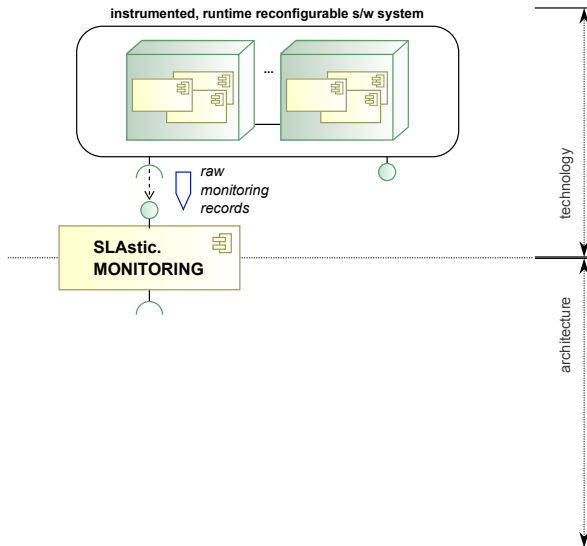 instrumented, runtime reconfigurable s/w system
...
raw
monitoring
records
technology
SLAstic.
MONITORING
architecture